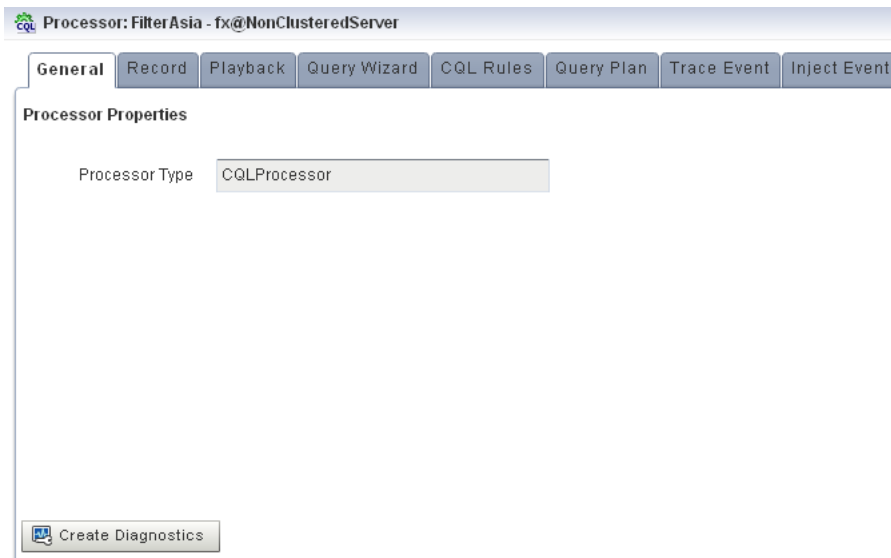 CQL Processor: FilterAsia - fx@NonClusteredServer
General Record Playback Query Wizard CQL Rules Query Plan Trace Event Inject Event
Processor Properties
Processor Type CQLProcessor
Create Diagnostics